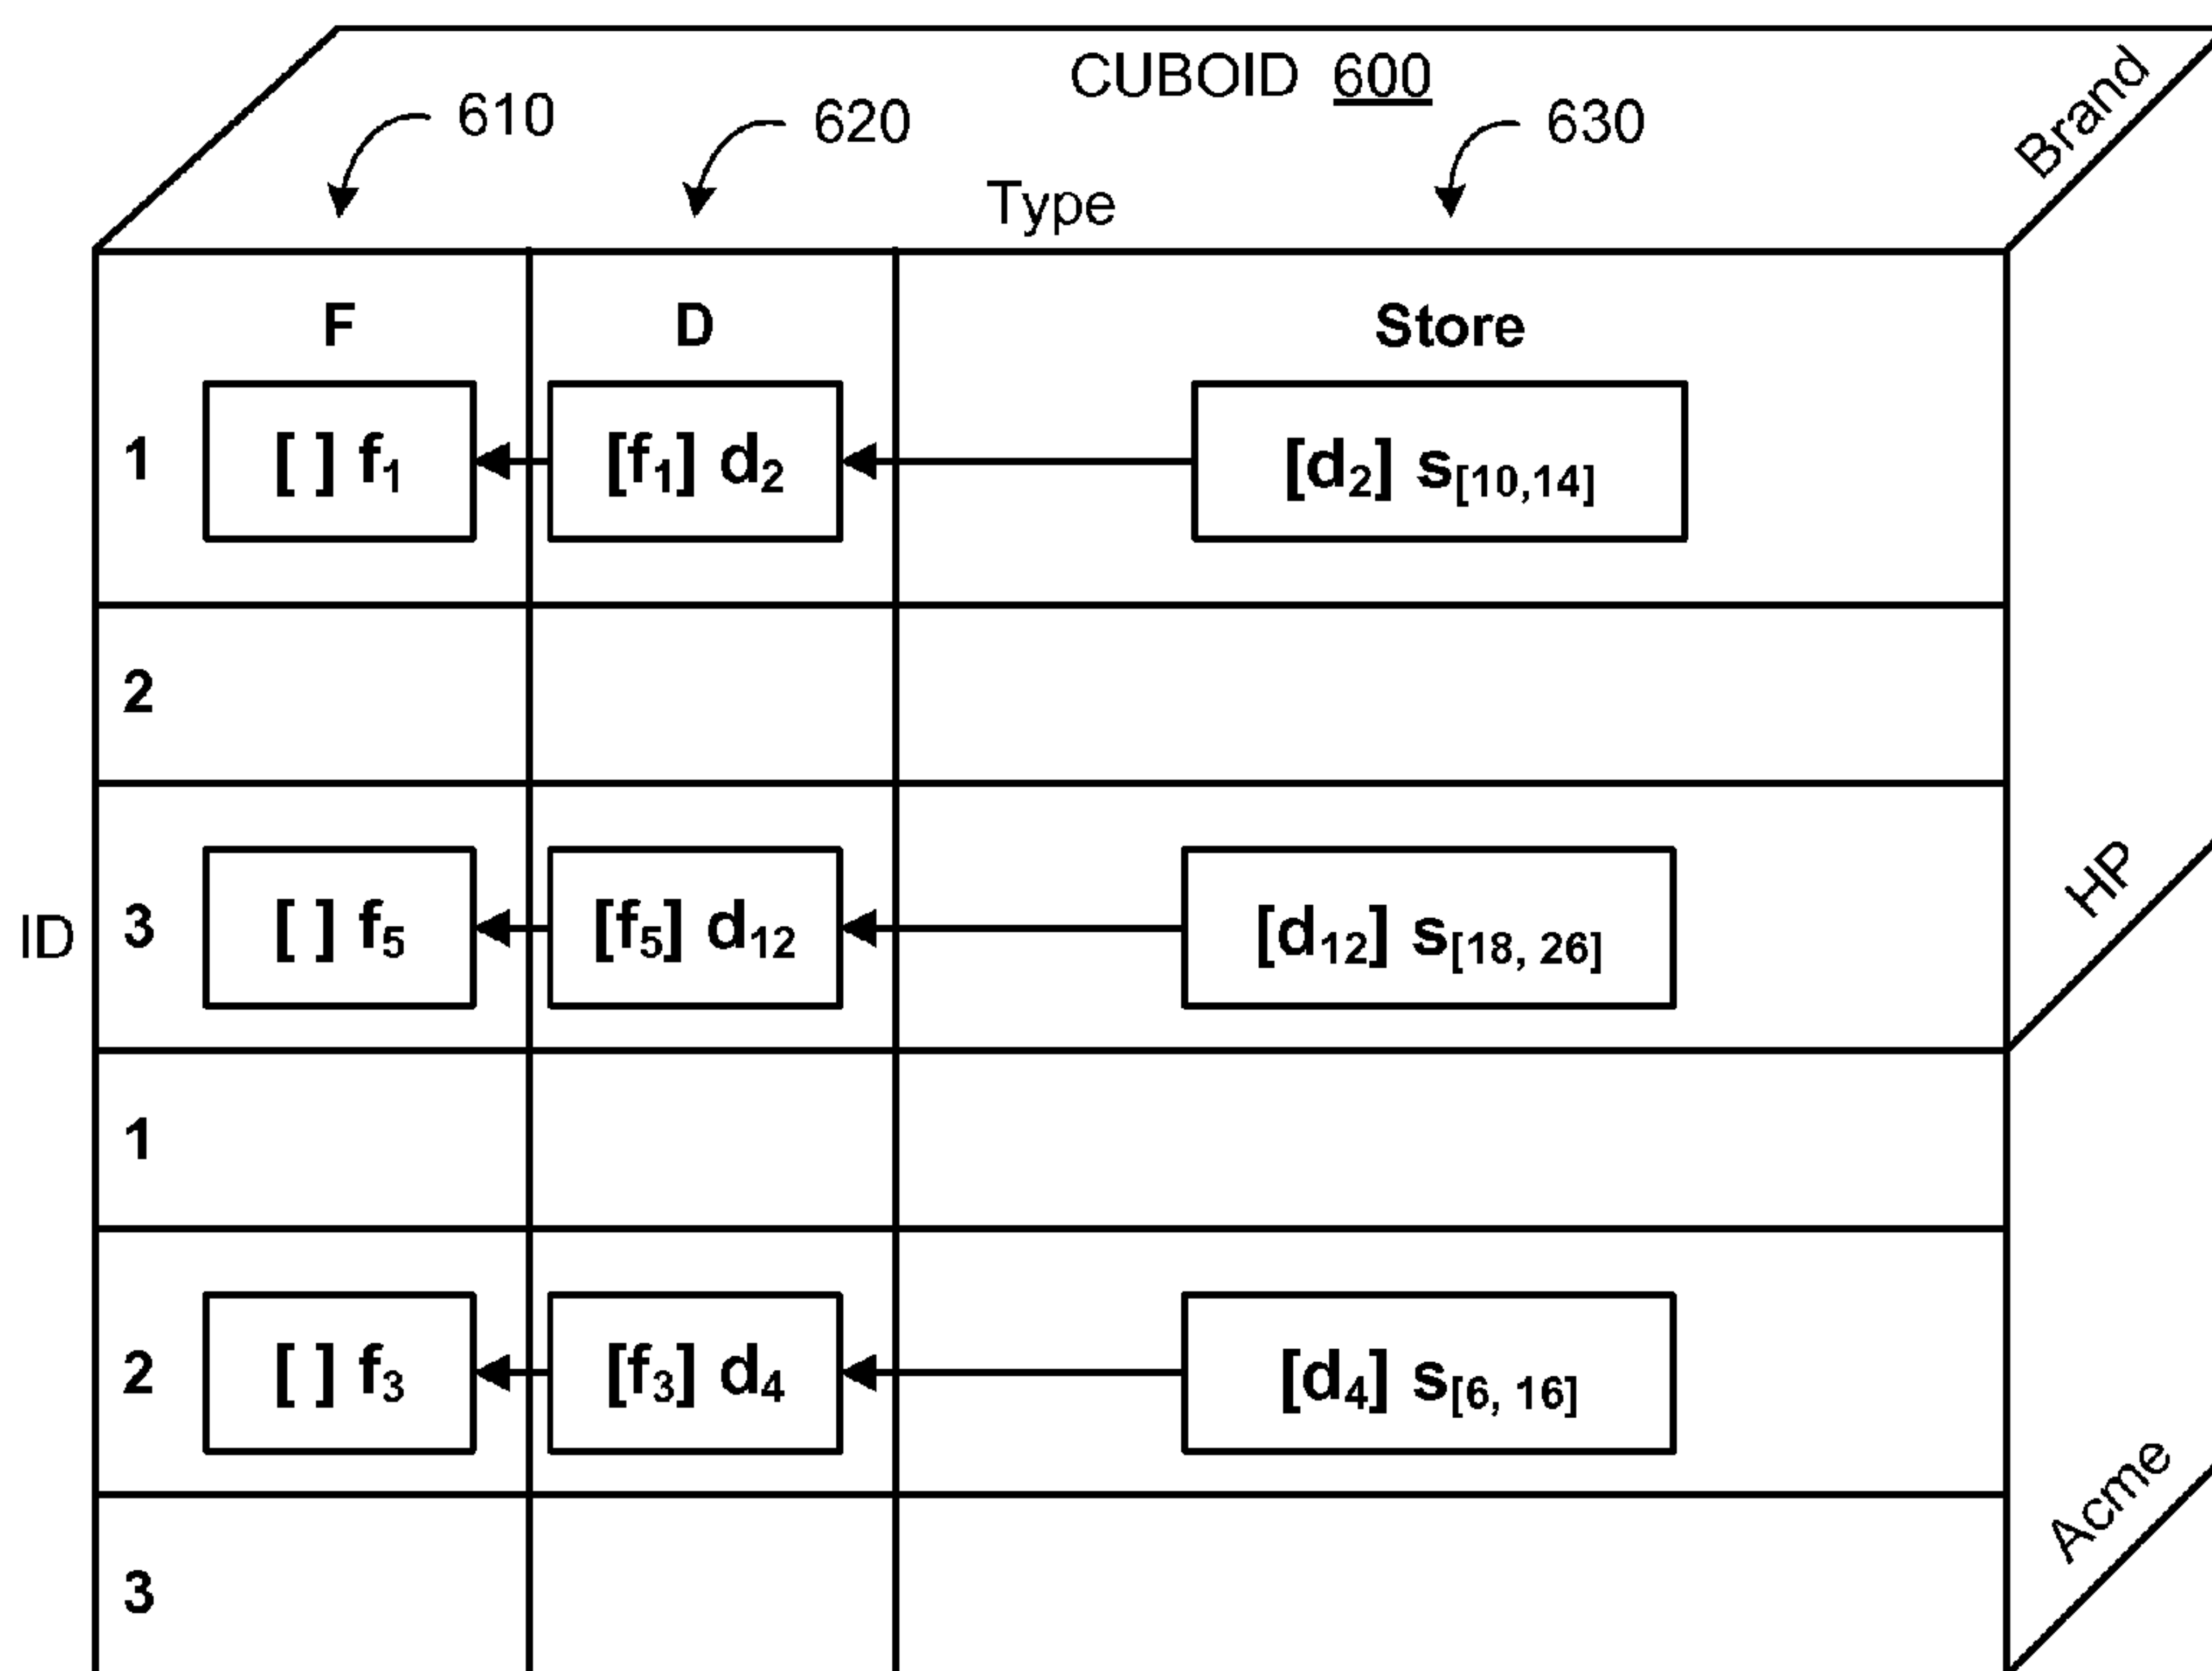 CUBOID 600
610 620 630
Brand
Type
F D Store
1 [ ] f₁ [f₁] d₂ [d₂] s[10,14]
2
HP
ID 3 [ ] f₅ [f₅] d₁₂ [d₁₂] s[18, 26]
1
2 [ ] f₃ [f₃] d₄ [d₄] s[6, 16]
Acme
3